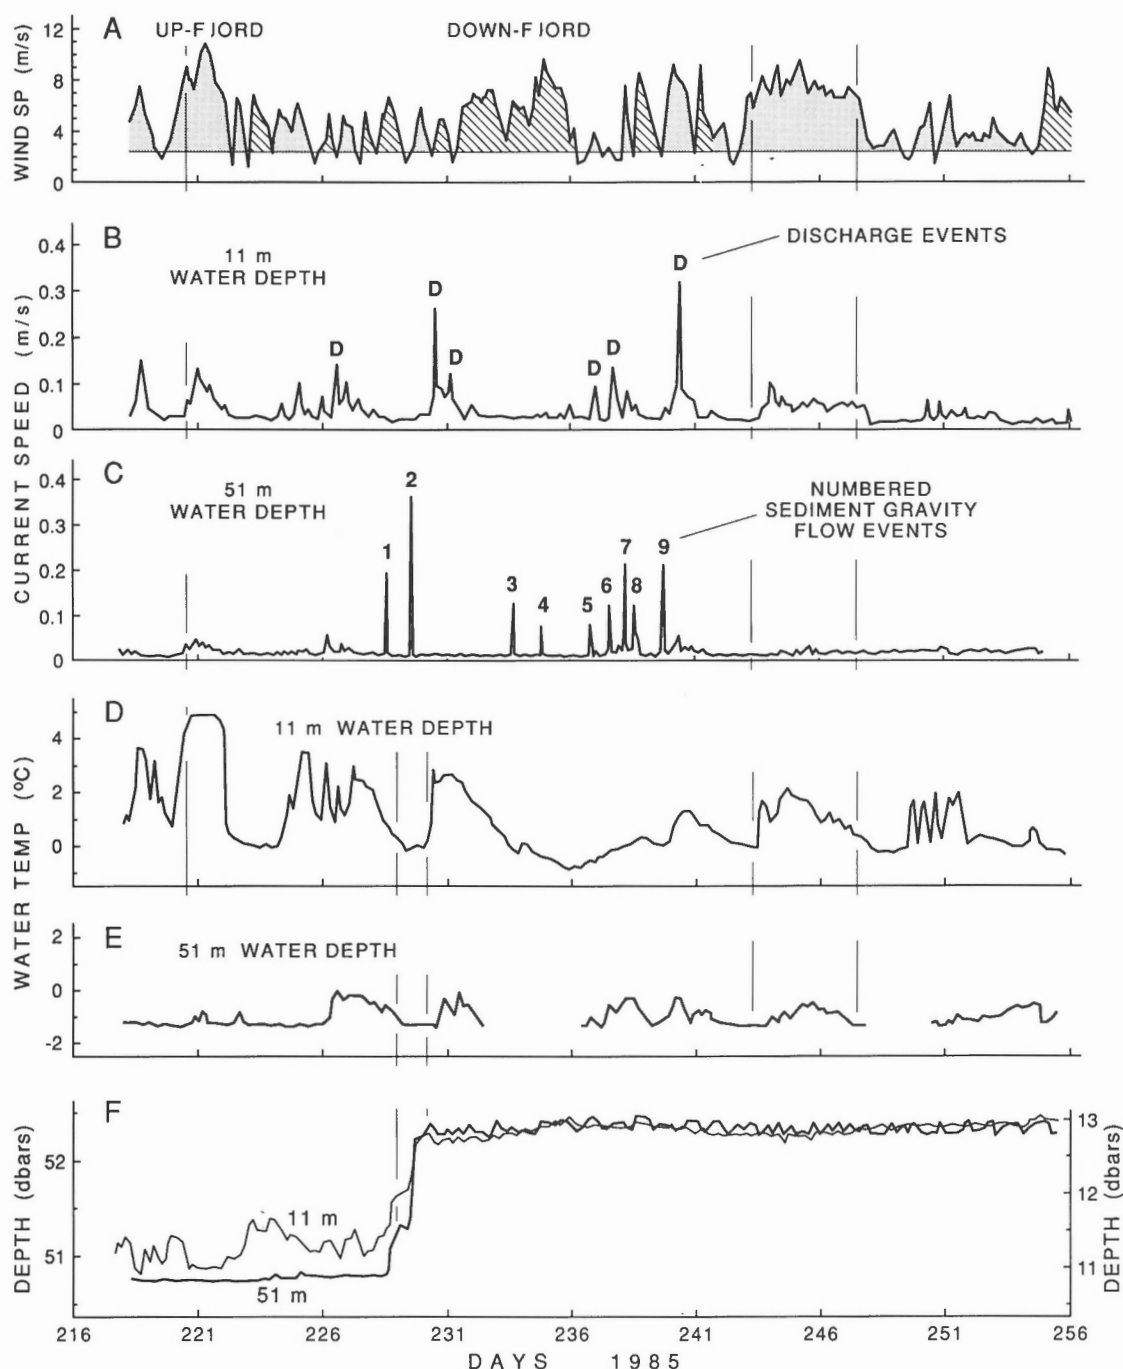 A
UP-FJORD
DOWN-FJORD
WIND SP (m/s)
12
8
4
0
B
11 m
WATER DEPTH
DISCHARGE EVENTS
D
D
D
D
D
D
0.4
0.3
0.2
0.1
0
CURRENT SPEED (m/s)
C
51 m
WATER DEPTH
NUMBERED
SEDIMENT GRAVITY
FLOW EVENTS
1
2
3
4
5
6
7
8
9
0.4
0.3
0.2
0.1
0
D
11 m WATER DEPTH
4
2
0
WATER TEMP (ºC)
E
51 m WATER DEPTH
2
0
-2
F
11 m
51 m
DEPTH (dbars)
52
51
13
12
11
DEPTH (dbars)
216 221 226 231 236 241 246 251 256
DAYS 1985